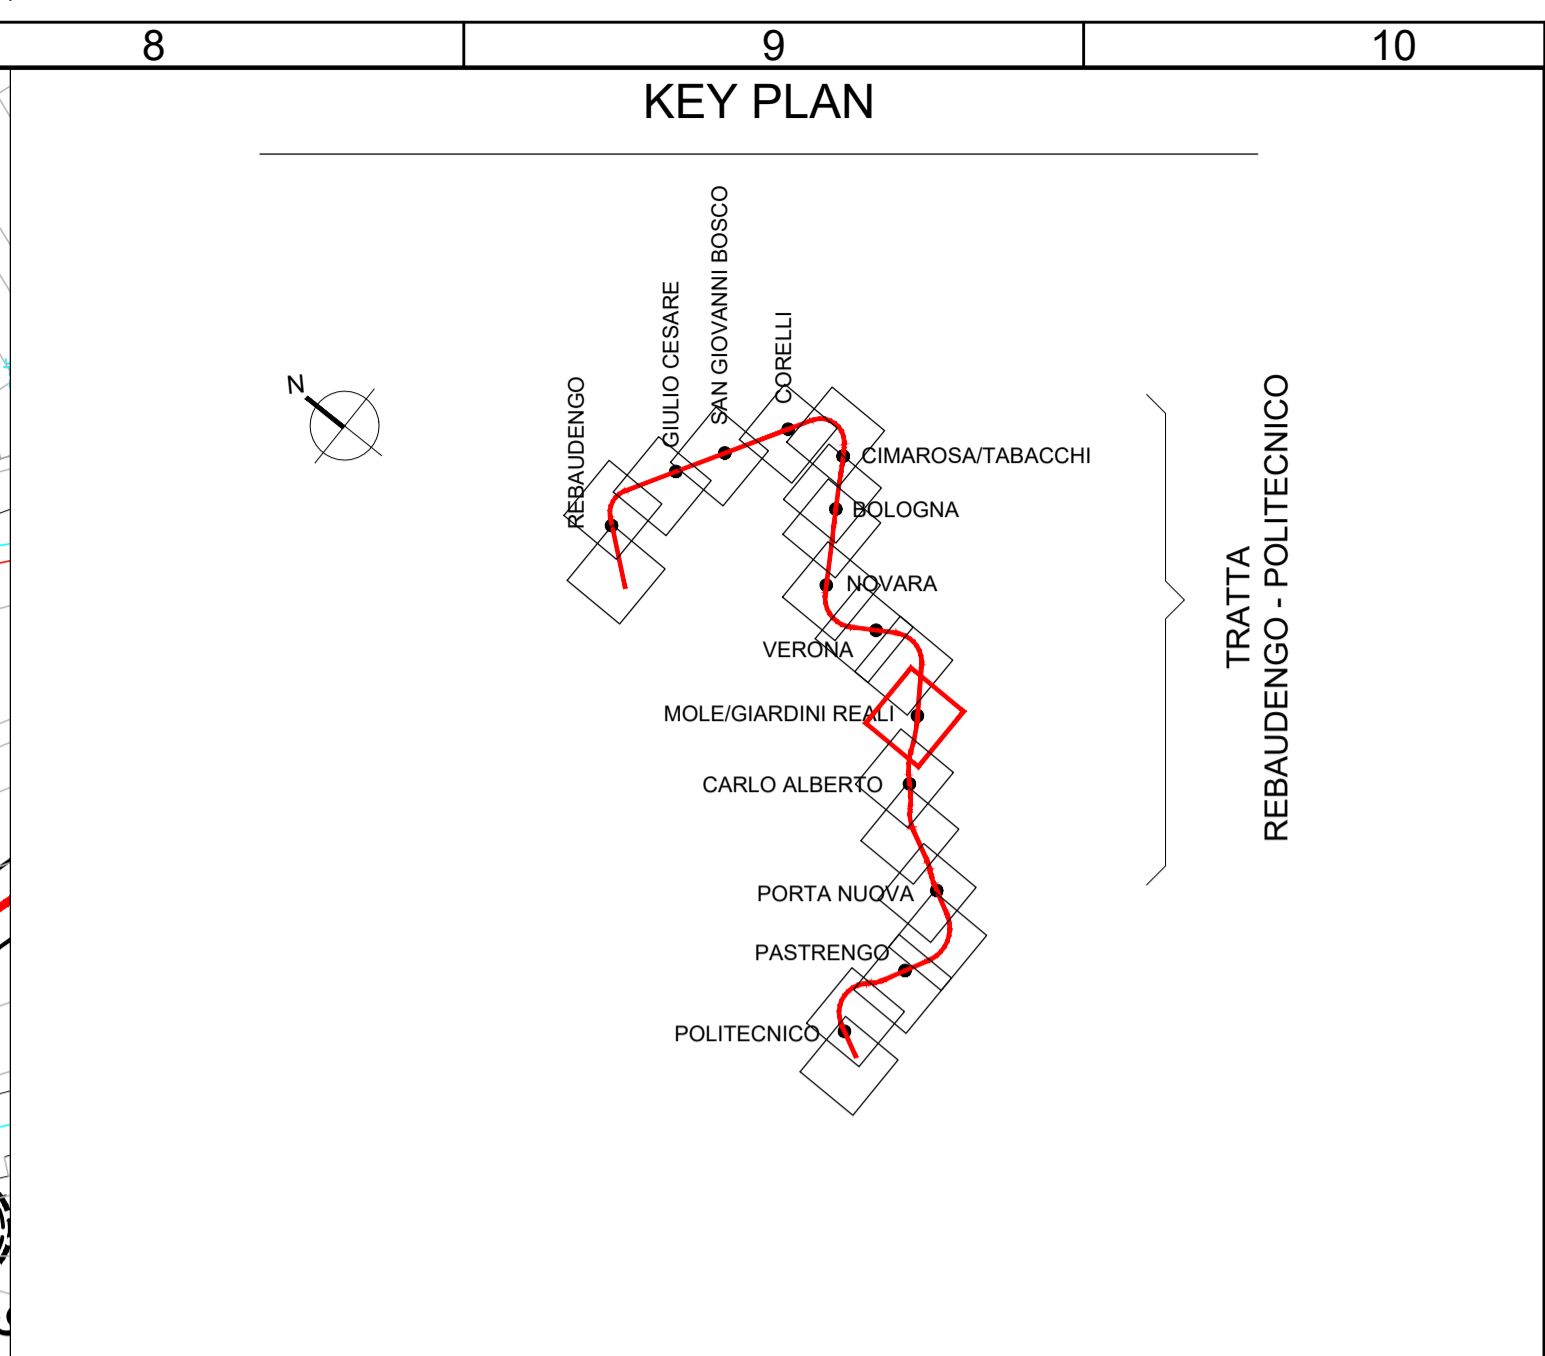 8
9
10
KEY PLAN
N
REBAUDENGO
GIULIO CESARE
SAN GIOVANNI BOSCO
CORELLI
CIMAROSA/TABACCHI
BOLOGNA
NOVARA
VERONA
MOLE/GIARDINI REALI
CARLO ALBERTO
PORTA NUOVA
PASTRENGO
POLITECNICO
TRATTA
REBAUDENGO - POLITECNICO